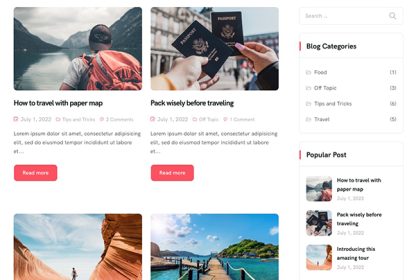 Search ...
How to travel with paper map
July 1, 2022 Tips and Tricks 2 Comments
Lorem ipsum dolor sit amet, consectetur adipisicing
elit, sed do eiusmod tempor incididunt ut labore
et...
Read more
PASSPORT
PASSPORT
Pack wisely before traveling
July 1, 2022 Off Topic 1 Comment
Lorem ipsum dolor sit amet, consectetur adipisicing
elit, sed do eiusmod tempor incididunt ut labore
et...
Read more
Blog Categories
Food (1)
Off Topic (3)
Tips and Tricks (6)
Travel (5)
Popular Post
How to travel with
paper map
July 1, 2022
Pack wisely before
traveling
July 1, 2022
Introducing this
amazing tour
July 1, 2022